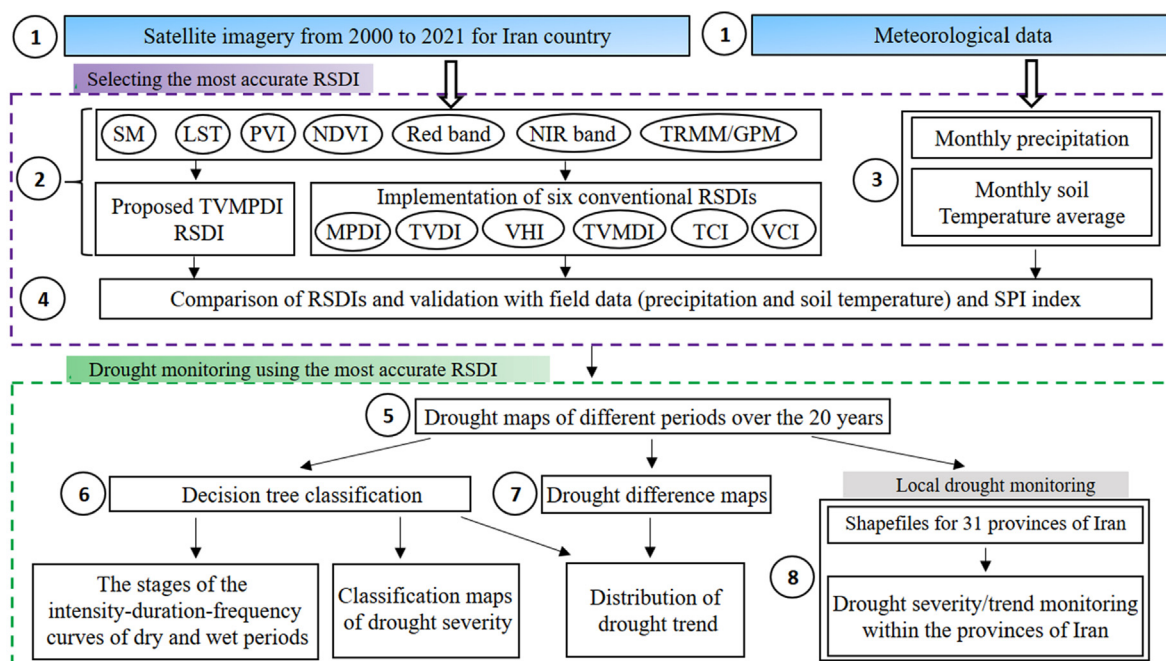 1
Satellite imagery from 2000 to 2021 for Iran country
1
Meteorological data
Selecting the most accurate RSDI
2
SM
LST
PVI
NDVI
Red band
NIR band
TRMM/GPM
Proposed TVMPDI
RSDI
Implementation of six conventional RSDIs
MPDI
TVDI
VHI
TVMDI
TCI
VCI
3
Monthly precipitation
Monthly soil
Temperature average
4
Comparison of RSDIs and validation with field data (precipitation and soil temperature) and SPI index
Drought monitoring using the most accurate RSDI
5
Drought maps of different periods over the 20 years
6
Decision tree classification
7
Drought difference maps
Local drought monitoring
Shapefiles for 31 provinces of Iran
8
The stages of the
intensity-duration-frequency
curves of dry and wet periods
Classification maps
of drought severity
Distribution of
drought trend
Drought severity/trend monitoring
within the provinces of Iran